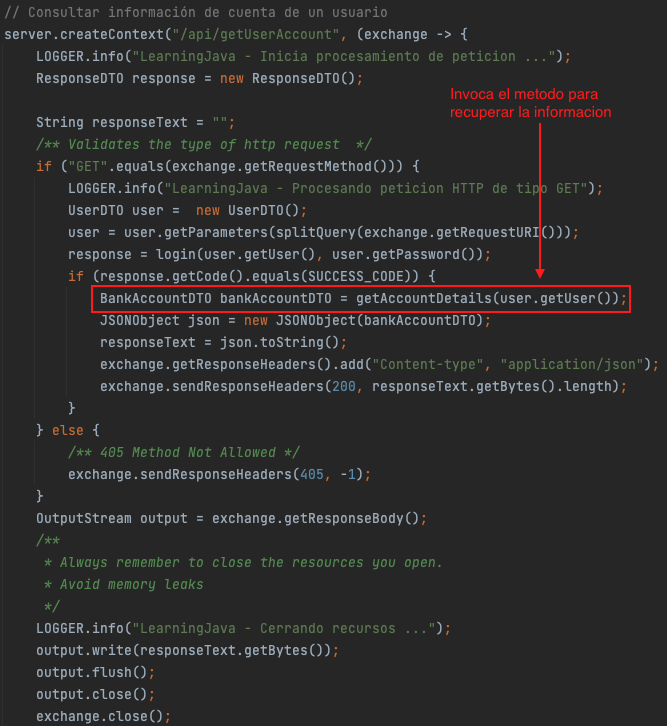 // Consultar información de cuenta de un usuario
server.createContext("/api/getUserAccount", (exchange -> {
LOGGER.info("LearningJava - Inicia procesamiento de peticion ...");
ResponseDTO response = new ResponseDTO();
Invoca el metodo para
recuperar la informacion
String responseText = "";
/** Validates the type of http request  */
if ("GET".equals(exchange.getRequestMethod())) {
LOGGER.info("LearningJava - Procesando peticion HTTP de tipo GET");
UserDTO user =  new UserDTO();
user = user.getParameters(splitQuery(exchange.getRequestURI()));
response = login(user.getUser(), user.getPassword());
if (response.getCode().equals(SUCCESS_CODE)) {
BankAccountDTO bankAccountDTO = getAccountDetails(user.getUser());
JSONObject json = new JSONObject(bankAccountDTO);
responseText = json.toString();
exchange.getResponseHeaders().add("Content-type", "application/json");
exchange.sendResponseHeaders(200, responseText.getBytes().length);
}
} else {
/** 405 Method Not Allowed */
exchange.sendResponseHeaders(405, -1);
}
OutputStream output = exchange.getResponseBody();
/**
* Always remember to close the resources you open.
* Avoid memory leaks
*/
LOGGER.info("LearningJava - Cerrando recursos ...");
output.write(responseText.getBytes());
output.flush();
output.close();
exchange.close();